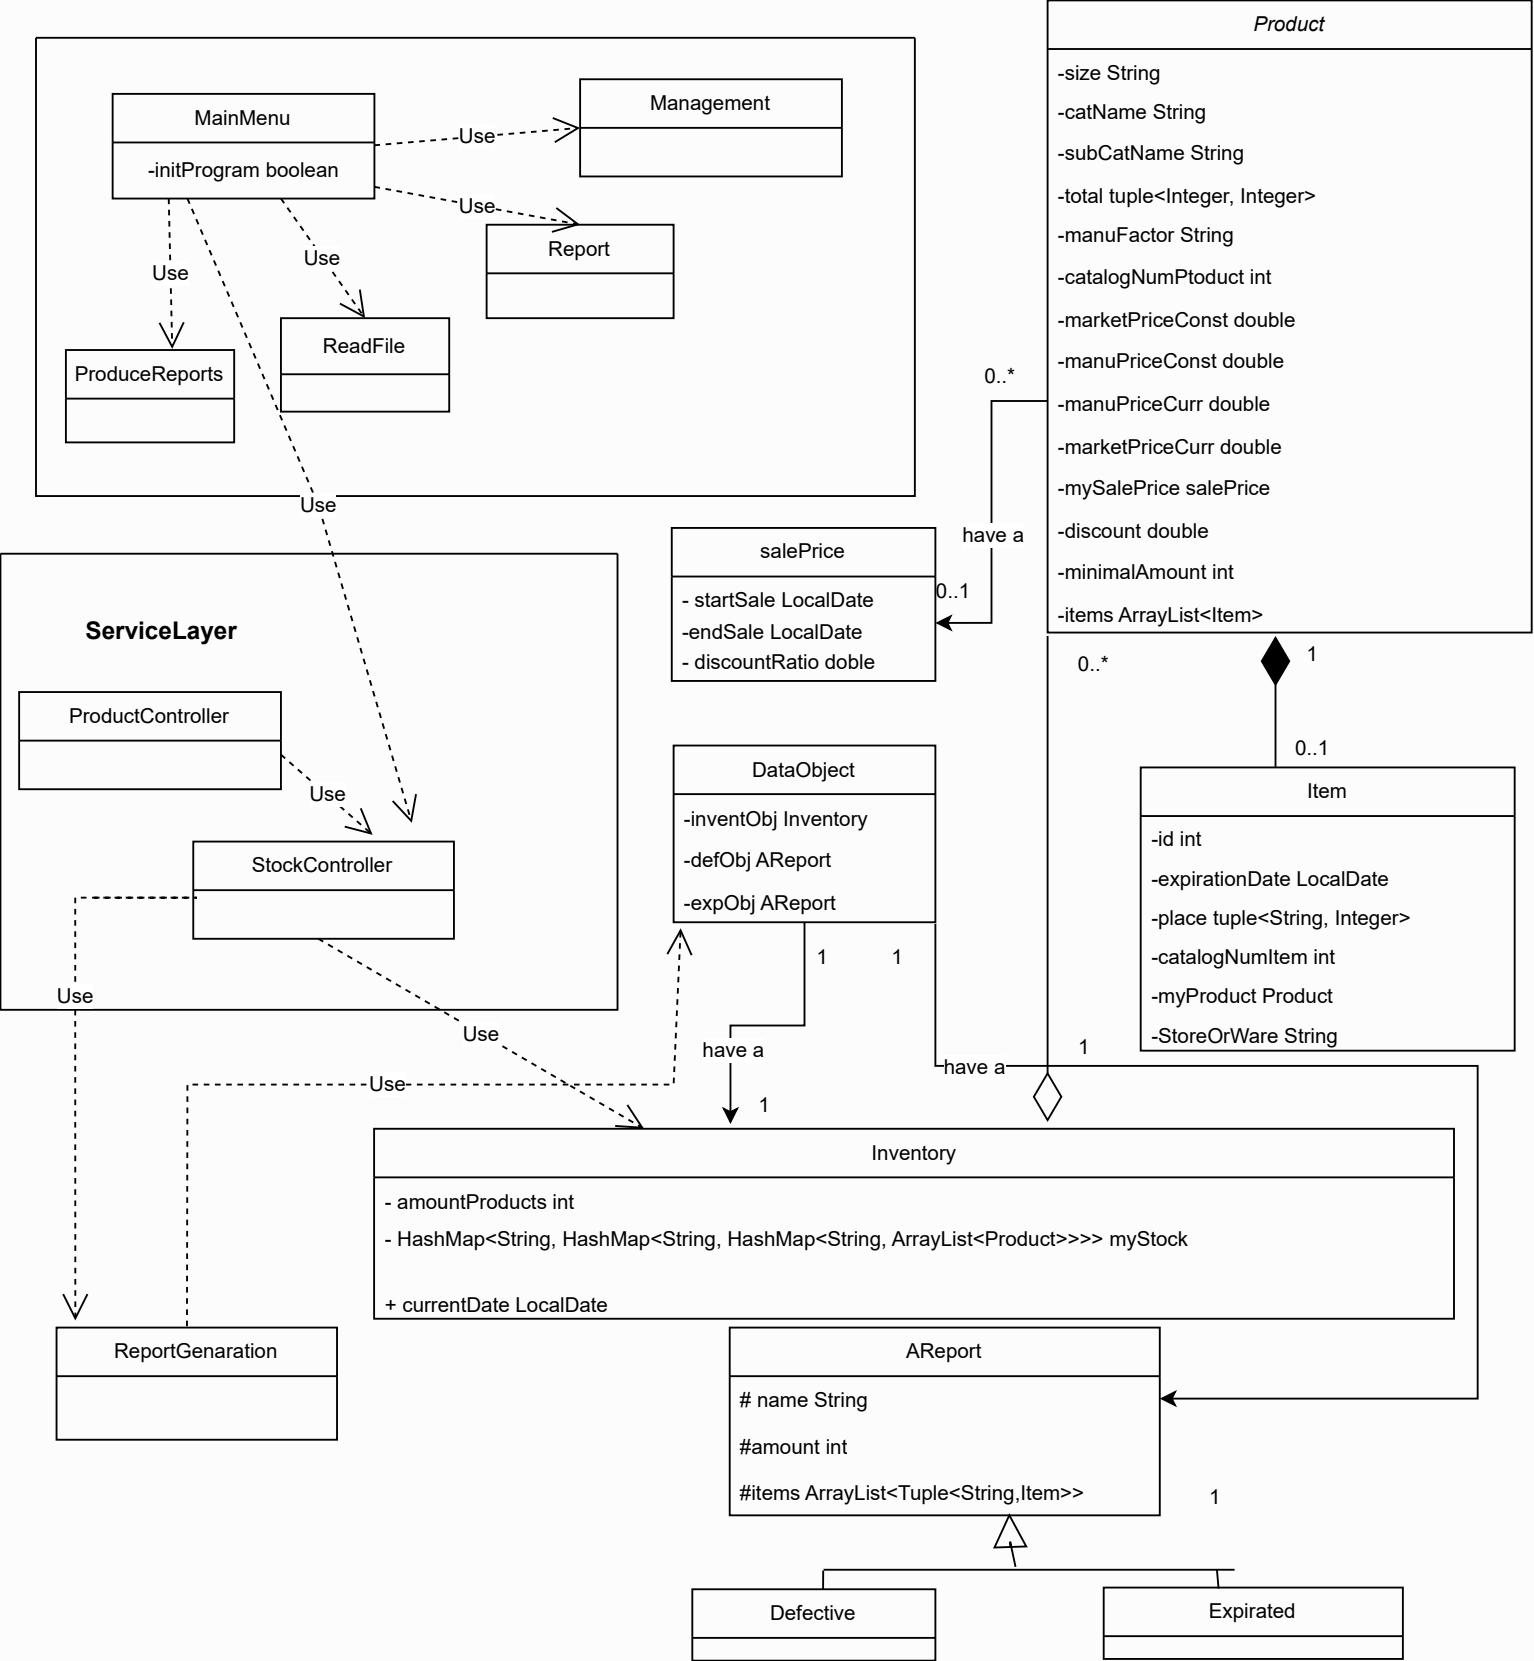 Product
-size String
-catName String
-subCatName String
-total tuple<Integer, Integer>
-manuFactor String
-catalogNumPtoduct int
-marketPriceConst double
-manuPriceConst double
-manuPriceCurr double
-marketPriceCurr double
-mySalePrice salePrice
-discount double
-minimalAmount int
-items ArrayList<Item>
MainMenu
-initProgram boolean
Management
Use
Use
Report
Use
Use
ReadFile
ProduceReports
Use
0..*
have a
0..1
salePrice
- startSale LocalDate
-endSale LocalDate
- discountRatio doble
ServiceLayer
ProductController
Use
StockController
Use
Use
Use
DataObject
-inventObj Inventory
-defObj AReport
-expObj AReport
1
1
have a
1
have a
0..*
1
1
0..1
Item
-id int
-expirationDate LocalDate
-place tuple<String, Integer>
-catalogNumItem int
-myProduct Product
-StoreOrWare String
Inventory
- amountProducts int
- HashMap<String, HashMap<String, HashMap<String, ArrayList<Product>>>> myStock
+ currentDate LocalDate
ReportGenaration
AReport
# name String
#amount int
#items ArrayList<Tuple<String,Item>>
1
Defective
Expirated